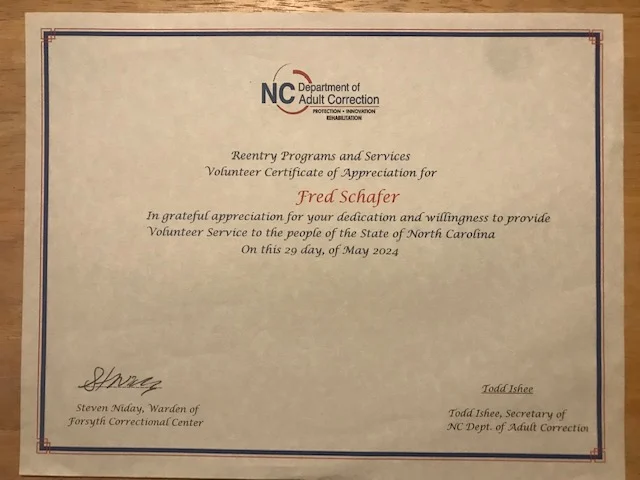 NC Department of
Adult Correction
PROTECTION • INNOVATION
REHABILITATION
Reentry Programs and Services
Volunteer Certificate of Appreciation for
Fred Schafer
In grateful appreciation for your dedication and willingness to provide
Volunteer Service to the people of the State of North Carolina
On this 29 day, of May 2024
Todd Ishee
Steven Niday, Warden of
Forsyth Correctional Center
Todd Ishee, Secretary of
NC Dept. of Adult Correction